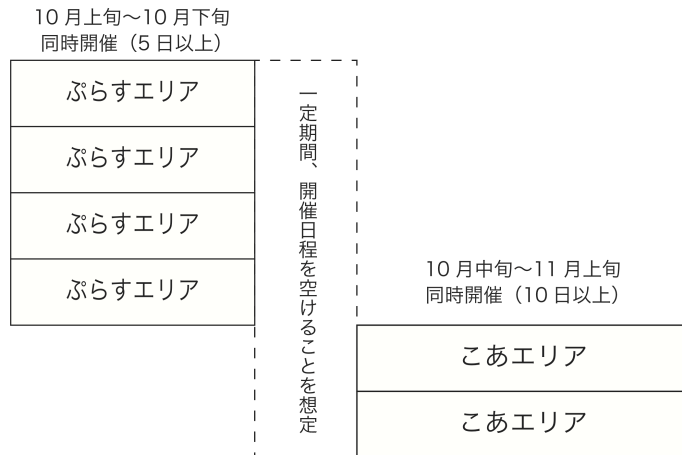 10月上旬～10月下旬
同時開催（5日以上）
ぷらすエリア
ぷらすエリア
ぷらすエリア
ぷらすエリア
一定期間、開催日程を空けることを想定
10月中旬～11月上旬
同時開催（10日以上）
こあエリア
こあエリア